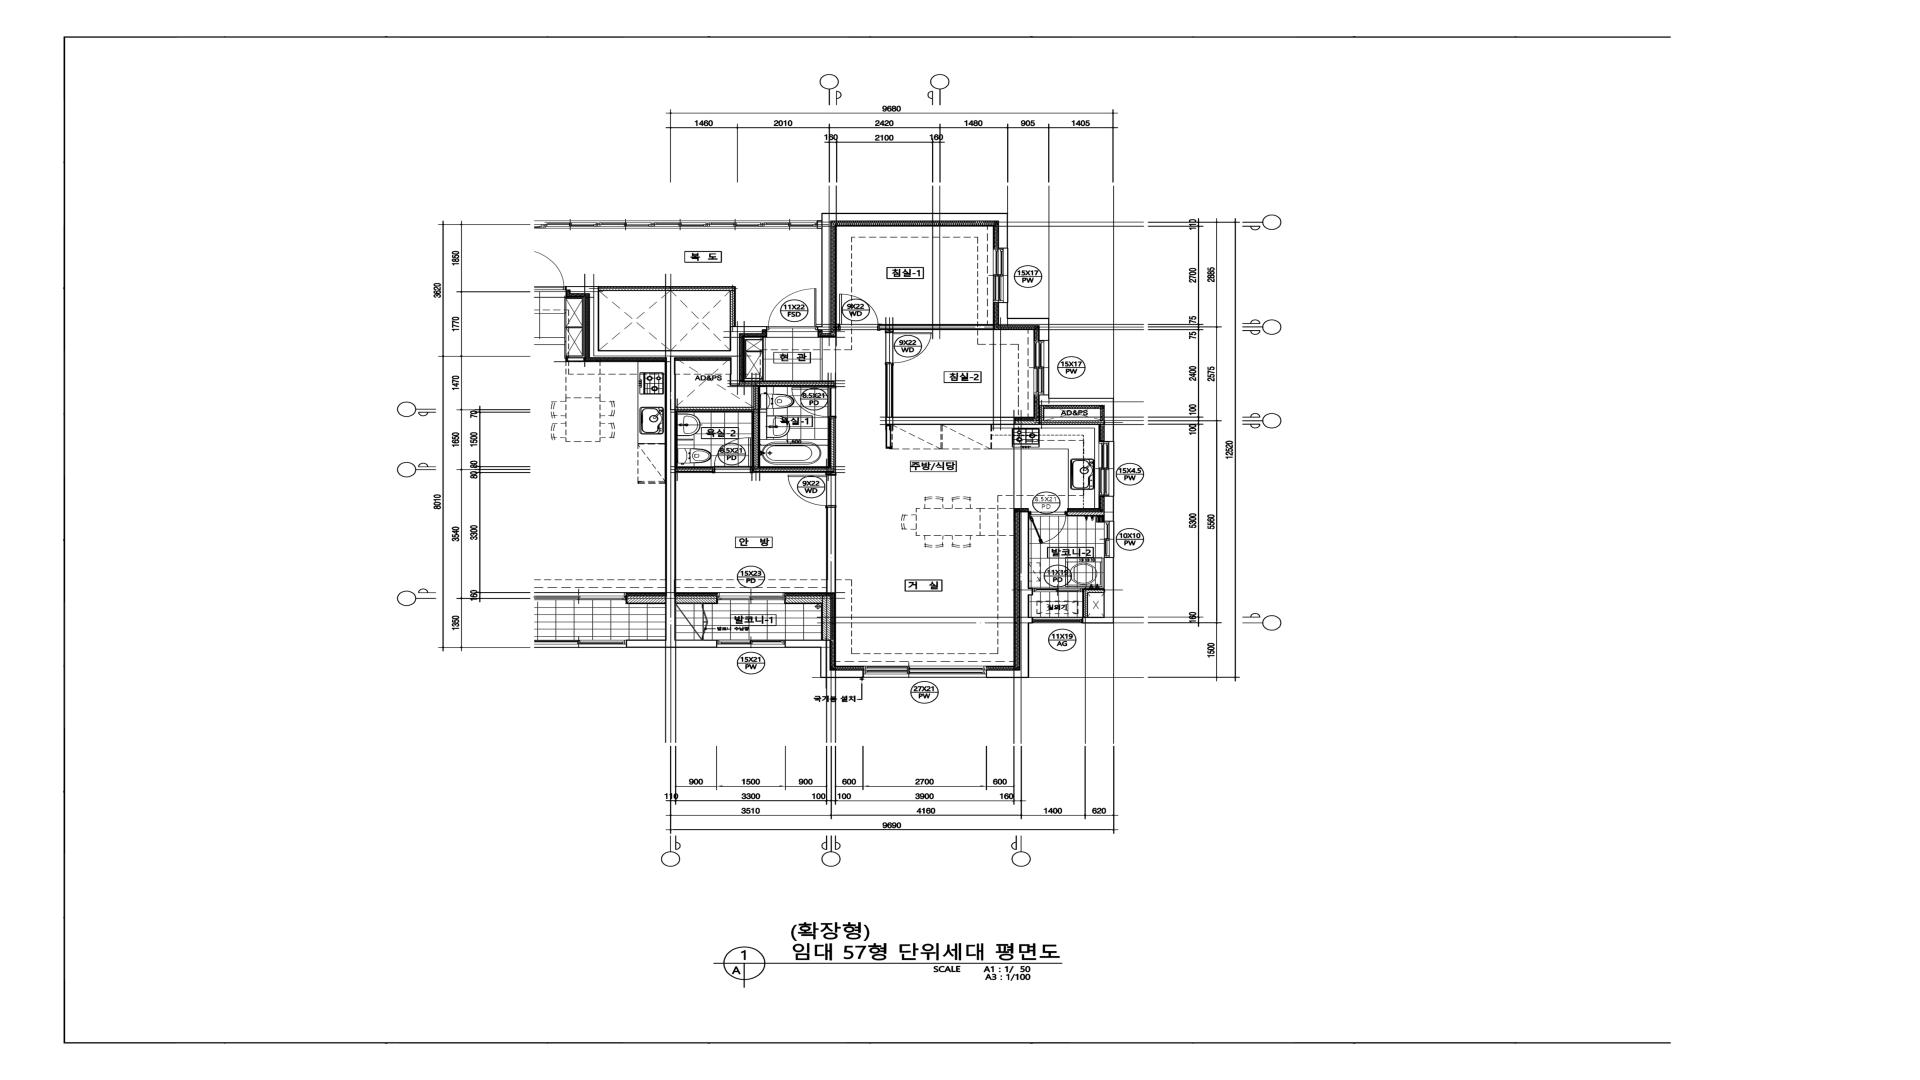 9680
1460 2010 2420 1480 905 1405
160 2100 160
복 도
침실-1
15X17
PW
11X22
FSD
9X22
WD
9X22
WD
현 관
15X17
PW
AD&PS
침실-2
6.5X21
PD
AD&PS
욕실-1
욕실-2
6.5X21
PD
주방/식당
15X4.5
PW
9X22
WD
8.5X21
PD
10X10
PW
안 방
발코니-2
15X23
PD
거 실
11X19
PD
실외기
발코니-1
11X19
AG
15X21
PW
27X21
PW
국기봉 설치
3620
8010
1850
1770
1470
1650
3540
1350
70
1500
80
80
3300
160
110
2700
75
75
2400
100
100
5300
160
2885
2575
5560
1500
12520
900 1500 900 600 2700 600
110 3300 100 100 3900 160
3510 4160 1400 620
9690
(확장형)
임대 57형 단위세대 평면도
1
A
SCALE A1 : 1/ 50
A3 : 1/100